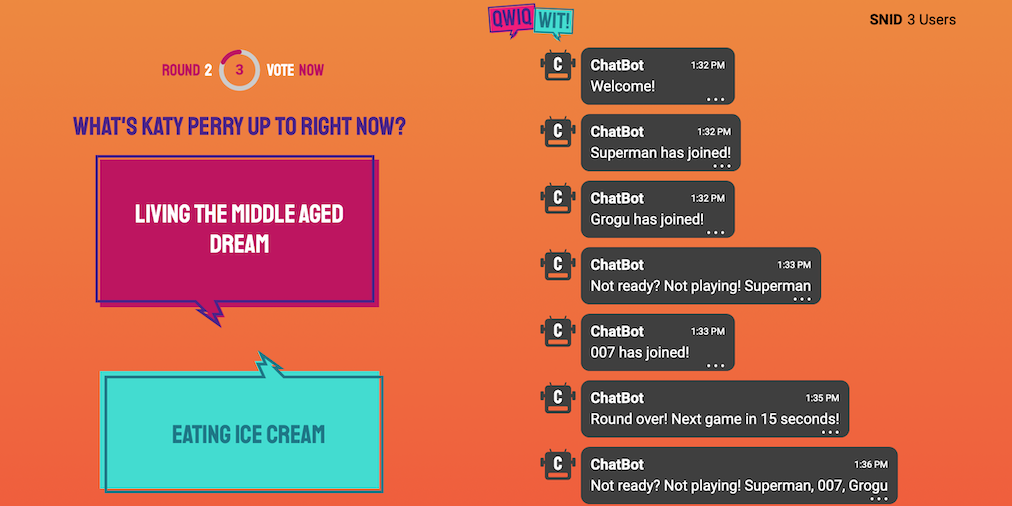 QWIQ WIT!
SNID 3 Users
ROUND 2 3 VOTE NOW
WHAT'S KATY PERRY UP TO RIGHT NOW?
LIVING THE MIDDLE AGED
DREAM
EATING ICE CREAM
C
ChatBot 1:32 PM
Welcome!
C
ChatBot 1:32 PM
Superman has joined!
C
ChatBot 1:32 PM
Grogu has joined!
C
ChatBot 1:33 PM
Not ready? Not playing! Superman
C
ChatBot 1:33 PM
007 has joined!
C
ChatBot 1:35 PM
Round over! Next game in 15 seconds!
C
ChatBot 1:36 PM
Not ready? Not playing! Superman, 007, Grogu